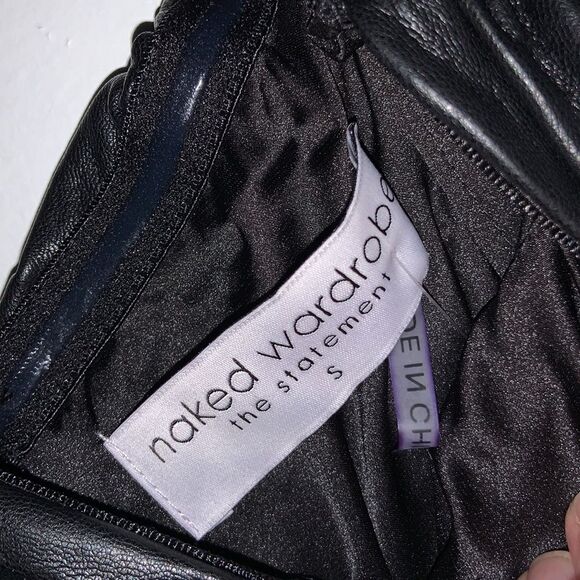 naked wardrobe
the statement
S
DE IN CH